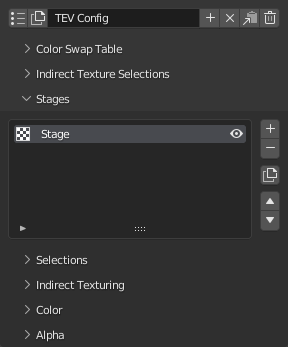 TEV Config
Color Swap Table
Indirect Texture Selections
Stages
Stage
Selections
Indirect Texturing
Color
Alpha